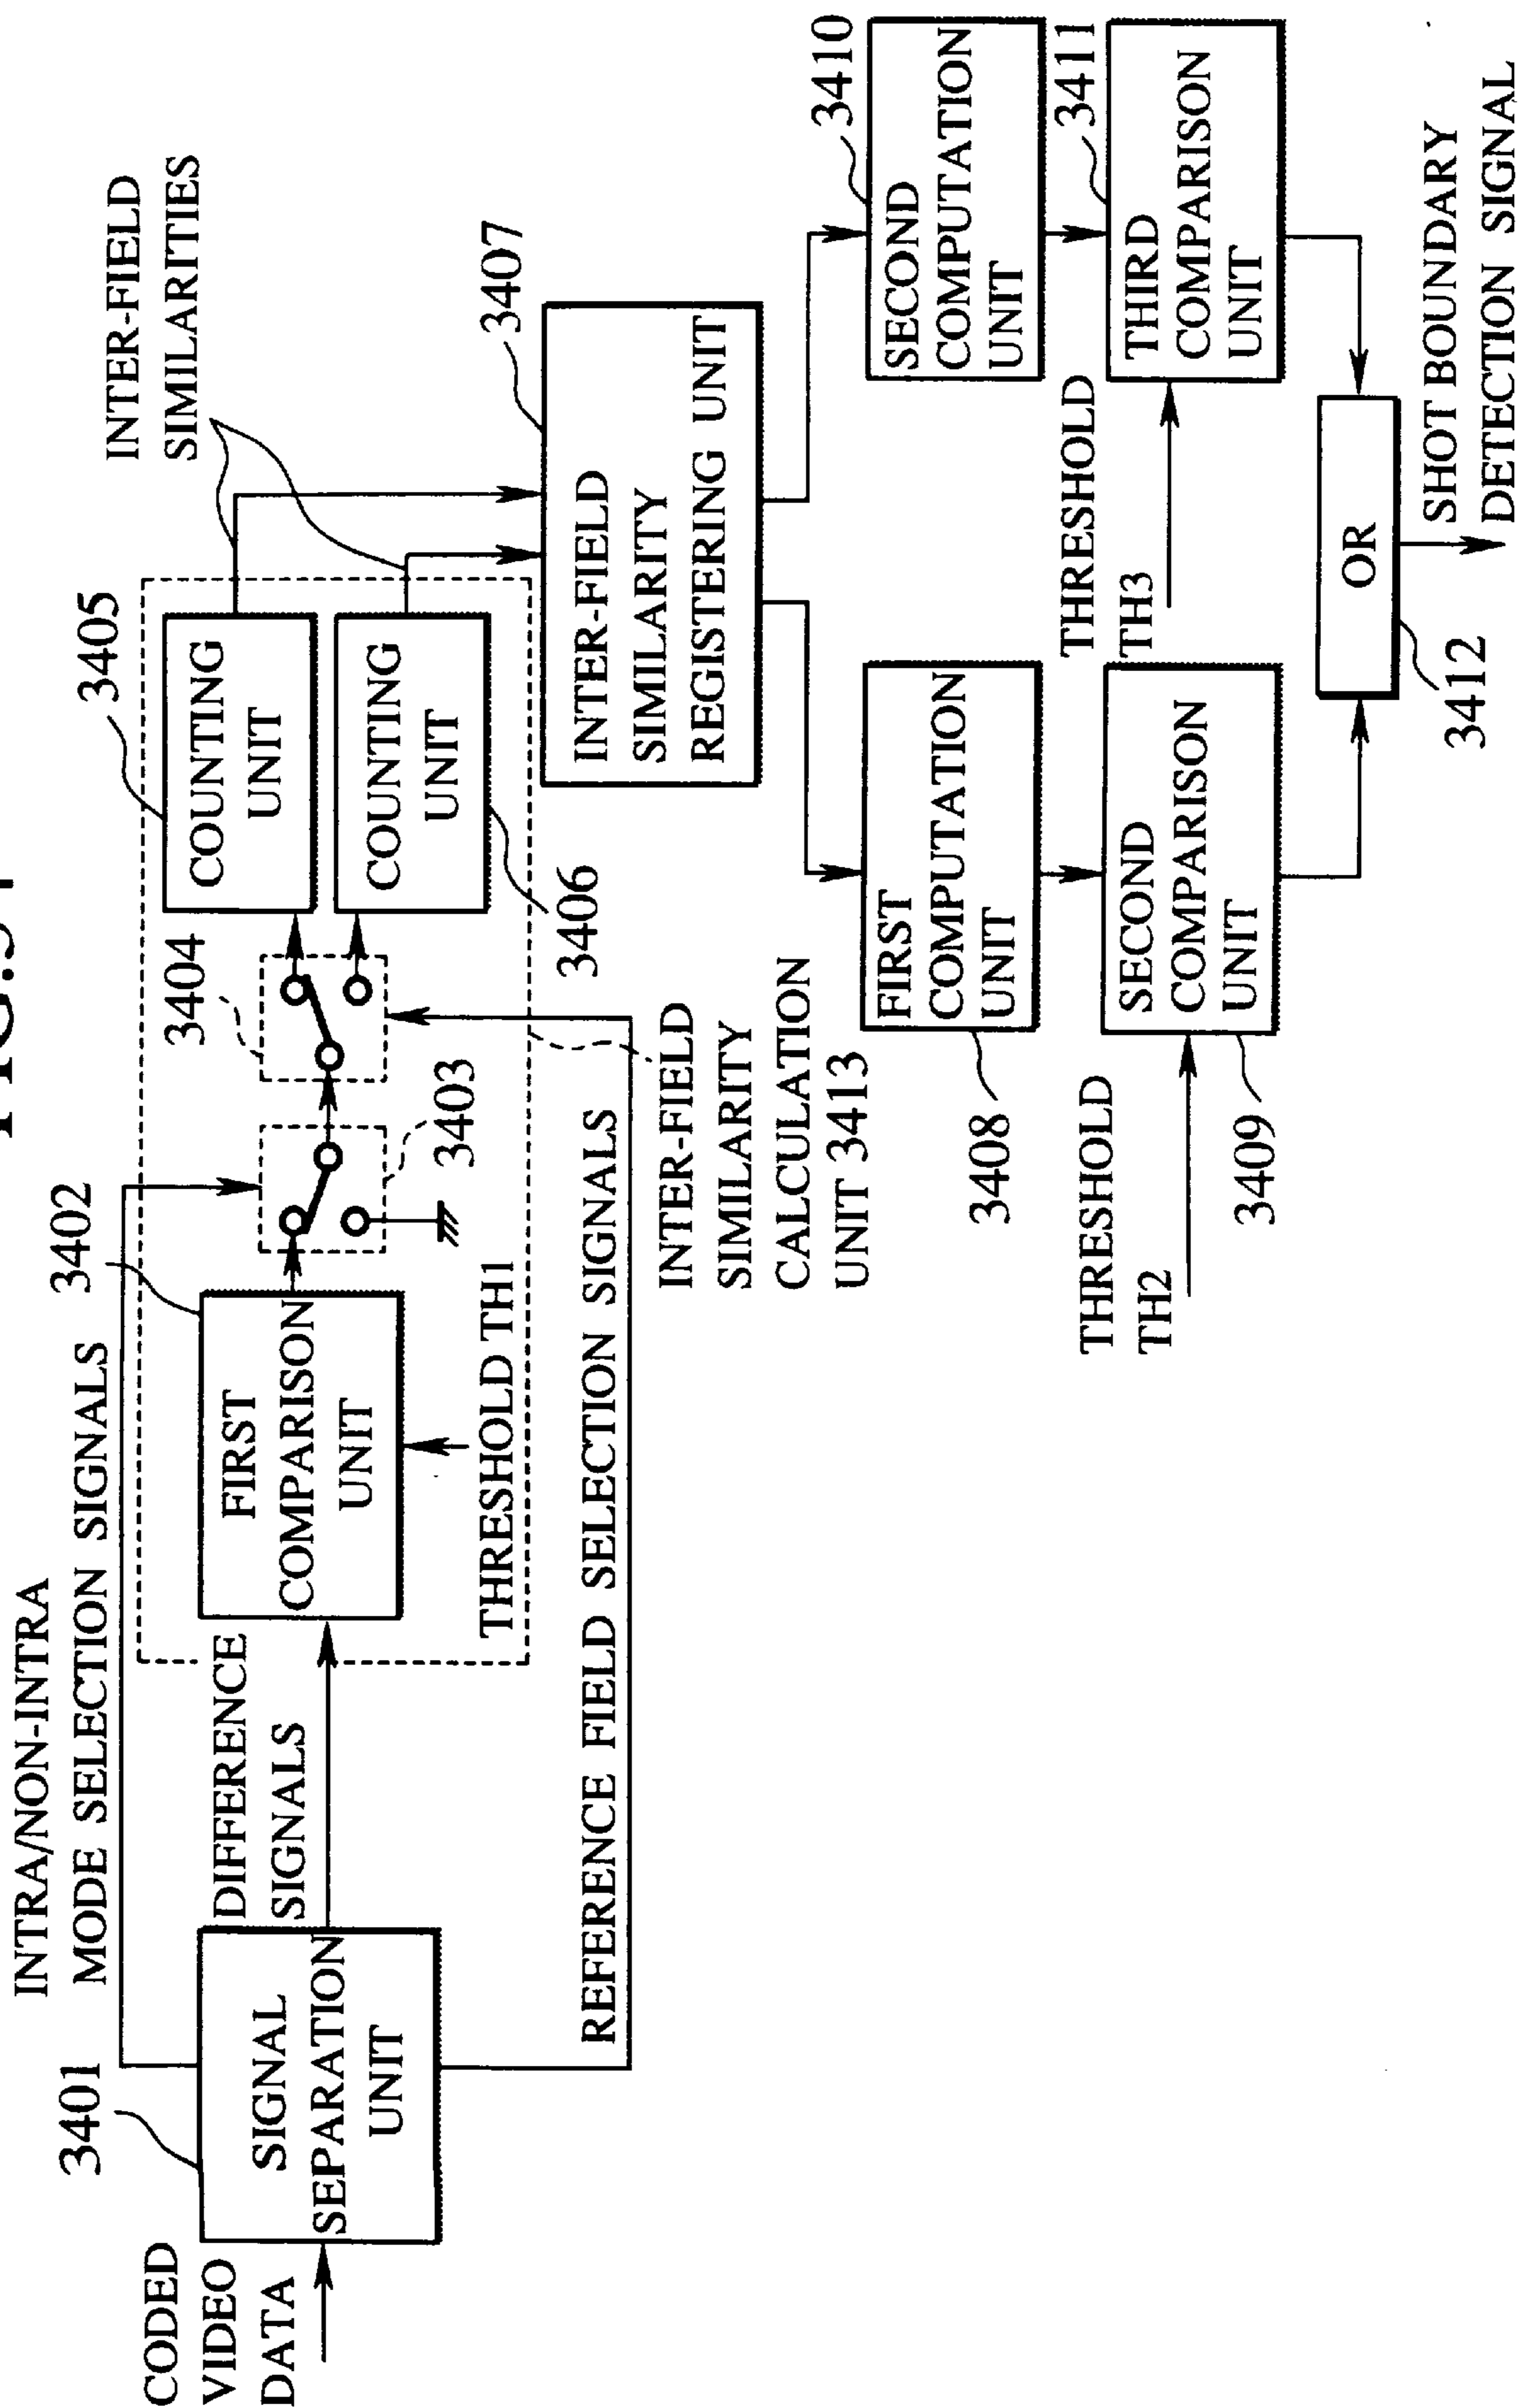 CODED
VIDEO
DATA
3401
SIGNAL
SEPARATION
UNIT
INTRA/NON-INTRA
MODE SELECTION SIGNALS
DIFFERENCE
SIGNALS
REFERENCE FIELD SELECTION SIGNALS
3402
FIRST
COMPARISON
UNIT
THRESHOLD TH1
3403
3404
3405
COUNTING
UNIT
COUNTING
UNIT
3406
INTER-FIELD
SIMILARITIES
INTER-FIELD
SIMILARITY
CALCULATION
UNIT 3413
3407
INTER-FIELD
SIMILARITY
REGISTERING UNIT
FIRST
COMPUTATION
UNIT
3408
THRESHOLD
TH2
SECOND
COMPARISON
UNIT
3409
3410
SECOND
COMPUTATION
UNIT
THRESHOLD
TH3
3411
THIRD
COMPARISON
UNIT
OR
3412
SHOT BOUNDARY
DETECTION SIGNAL